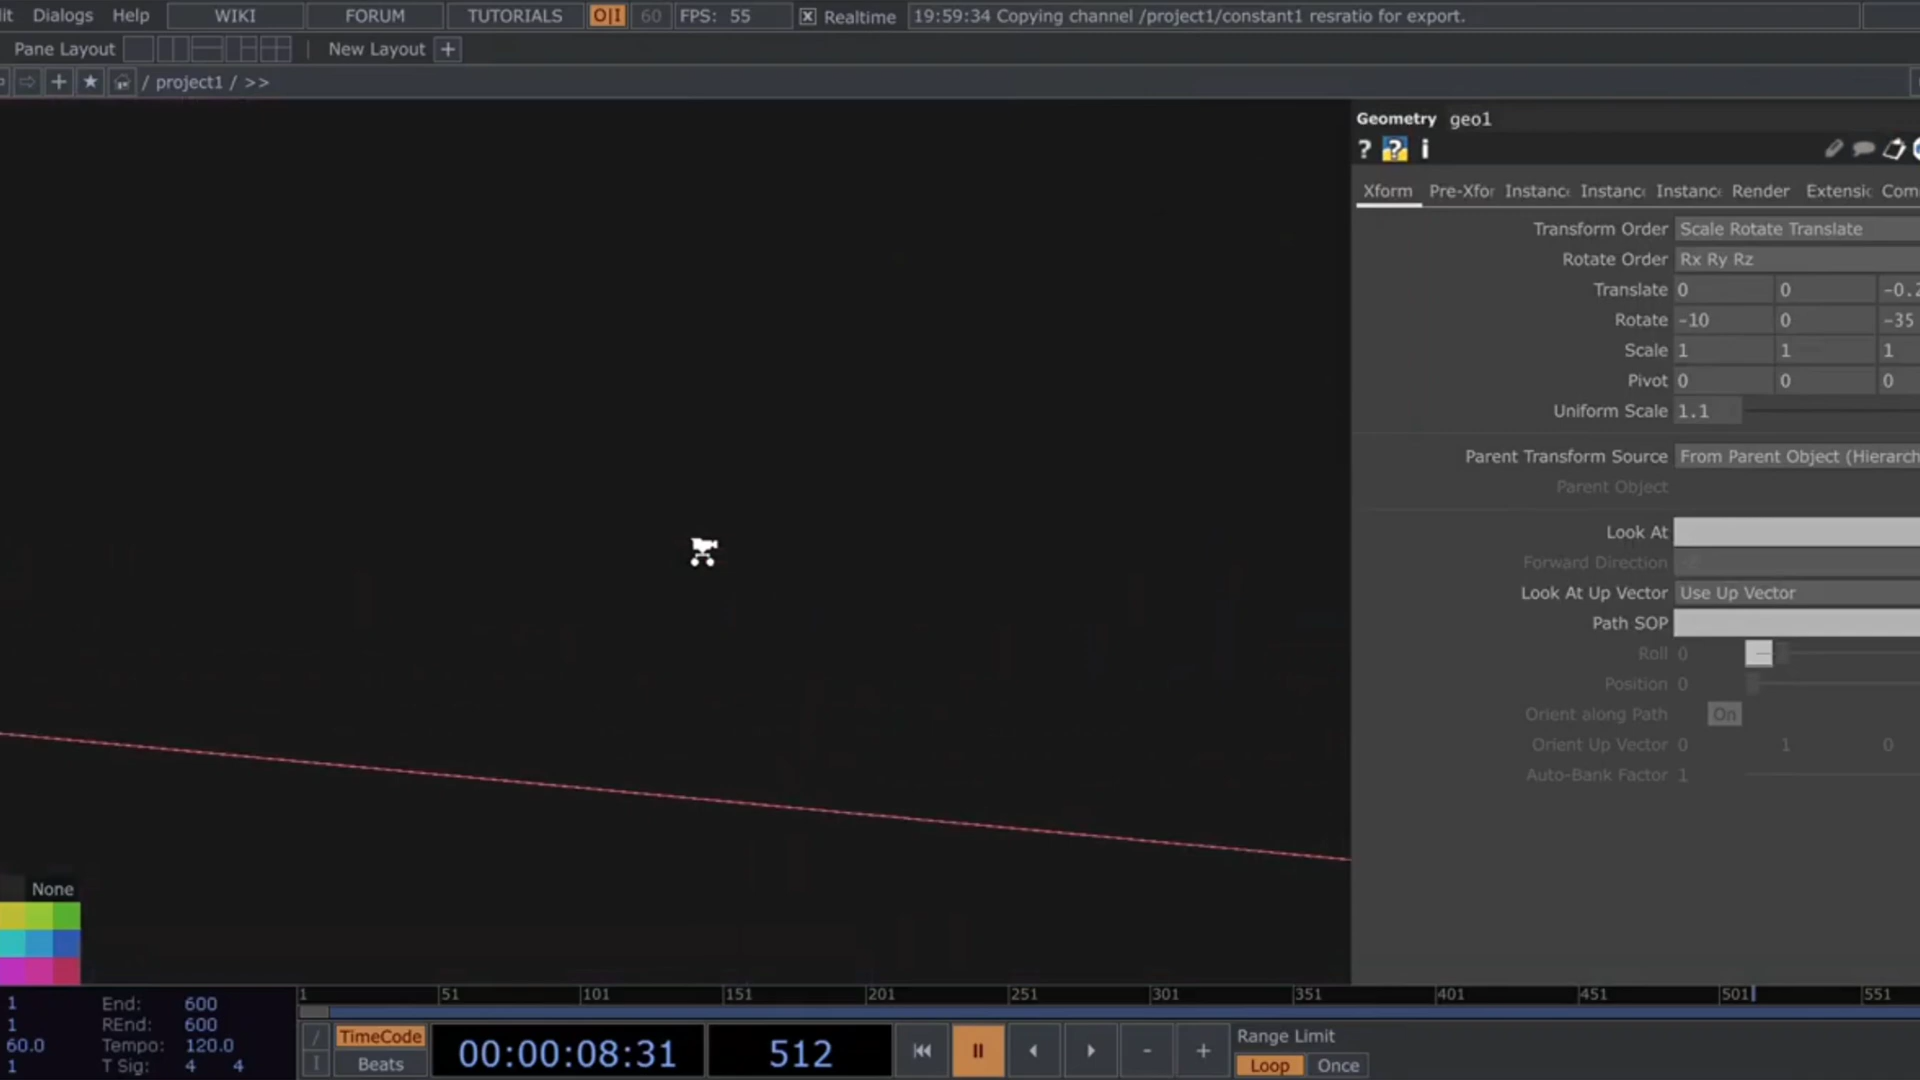 Dialogs Help WIKI FORUM TUTORIALS O|I 60 FPS: 55 Realtime 19:59:34 Copying channel /project1/constant1 resratio for export.
Pane Layout | New Layout +
+ ★ / project1 / >>
Geometry geo1
? ? i
Xform Pre-Xfor Instanc Instanc Instanc Render Extensi Com
Transform Order Scale Rotate Translate
Rotate Order Rx Ry Rz
Translate 0 0 -0.2
Rotate -10 0 -35
Scale 1 1 1
Pivot 0 0 0
Uniform Scale 1.1
Parent Transform Source From Parent Object (Hierarch
Parent Object
Look At
Forward Direction
Look At Up Vector Use Up Vector
Path SOP
Roll 0
Position 0
Orient along Path On
Orient Up Vector 0 1 0
Auto-Bank Factor 1
None
1 51 101 151 201 251 301 351 401 451 501 551
1 End: 600
1 REnd: 600
60.0 Tempo: 120.0
1 T Sig: 4 4
TimeCode
Beats
00:00:08:31 512
- +
Range Limit
Loop Once